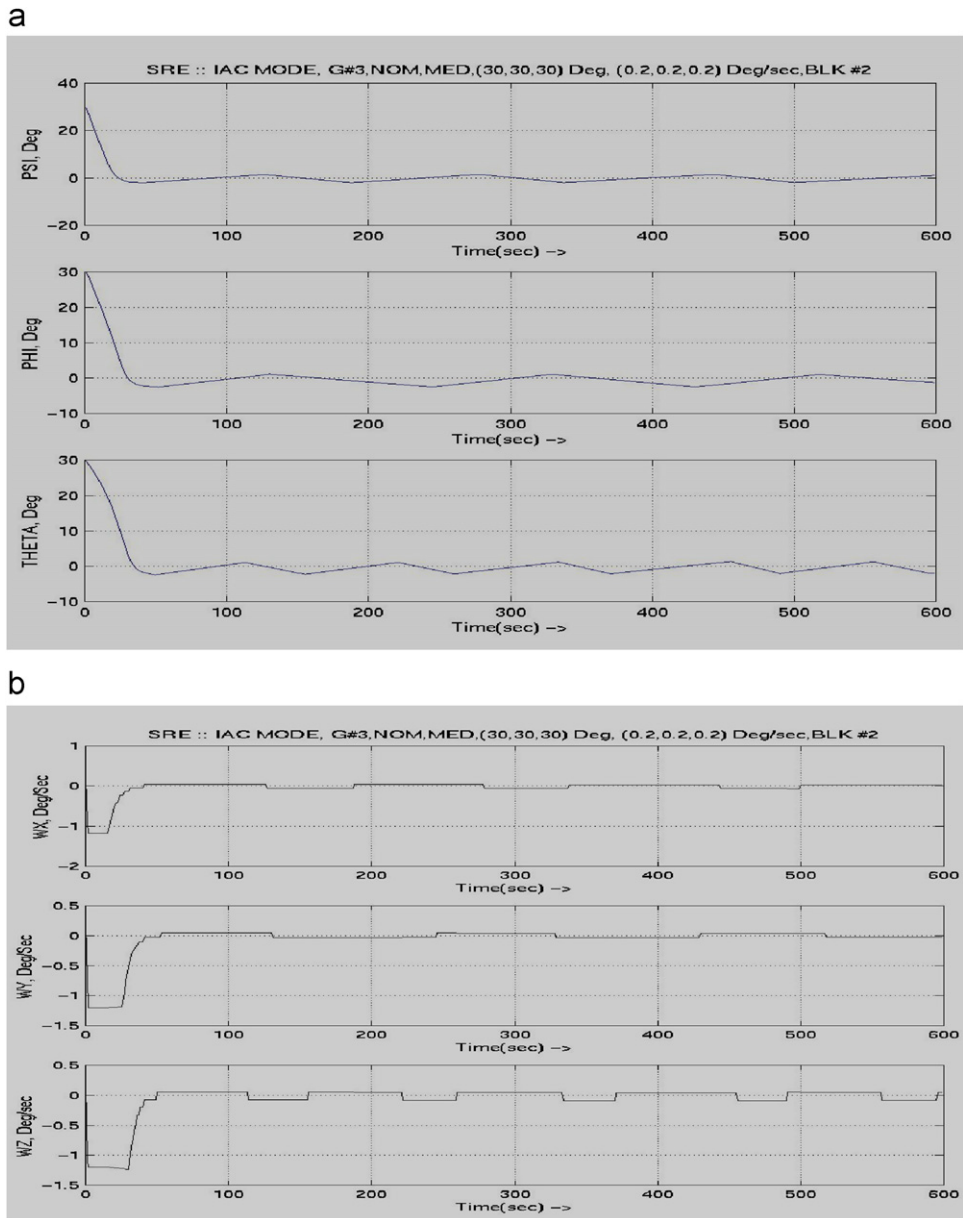 a
SRE :: IAC MODE, G#3,NOM,MED,(30,30,30) Deg, (0.2,0.2,0.2) Deg/sec,BLK #2
40
20
0
−20
PSI, Deg
0 100 200 300 400 500 600
Time(sec) −>
30
20
10
0
−10
PHI, Deg
0 100 200 300 400 500 600
Time(sec) −>
30
20
10
0
−10
THETA, Deg
0 100 200 300 400 500 600
Time(sec) −>
b
SRE :: IAC MODE, G#3,NOM,MED,(30,30,30) Deg, (0.2,0.2,0.2) Deg/sec,BLK #2
1
0
−1
−2
WX, Deg/Sec
0 100 200 300 400 500 600
Time(sec) −>
0.5
0
−0.5
−1
−1.5
WY, Deg/Sec
0 100 200 300 400 500 600
Time(sec) −>
0.5
0
−0.5
−1
−1.5
WZ, Deg/sec
0 100 200 300 400 500 600
Time(sec) −>